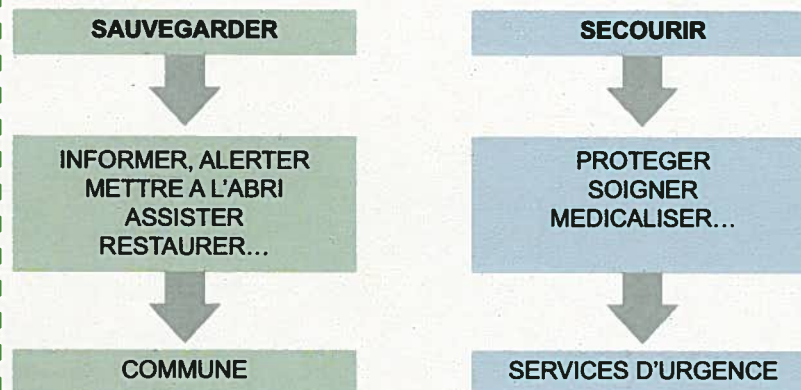 SAUVEGARDER
INFORMER, ALERTER
METTRE A L'ABRI
ASSISTER
RESTAURER...
COMMUNE
SECOURIR
PROTEGER
SOIGNER
MEDICALISER...
SERVICES D'URGENCE